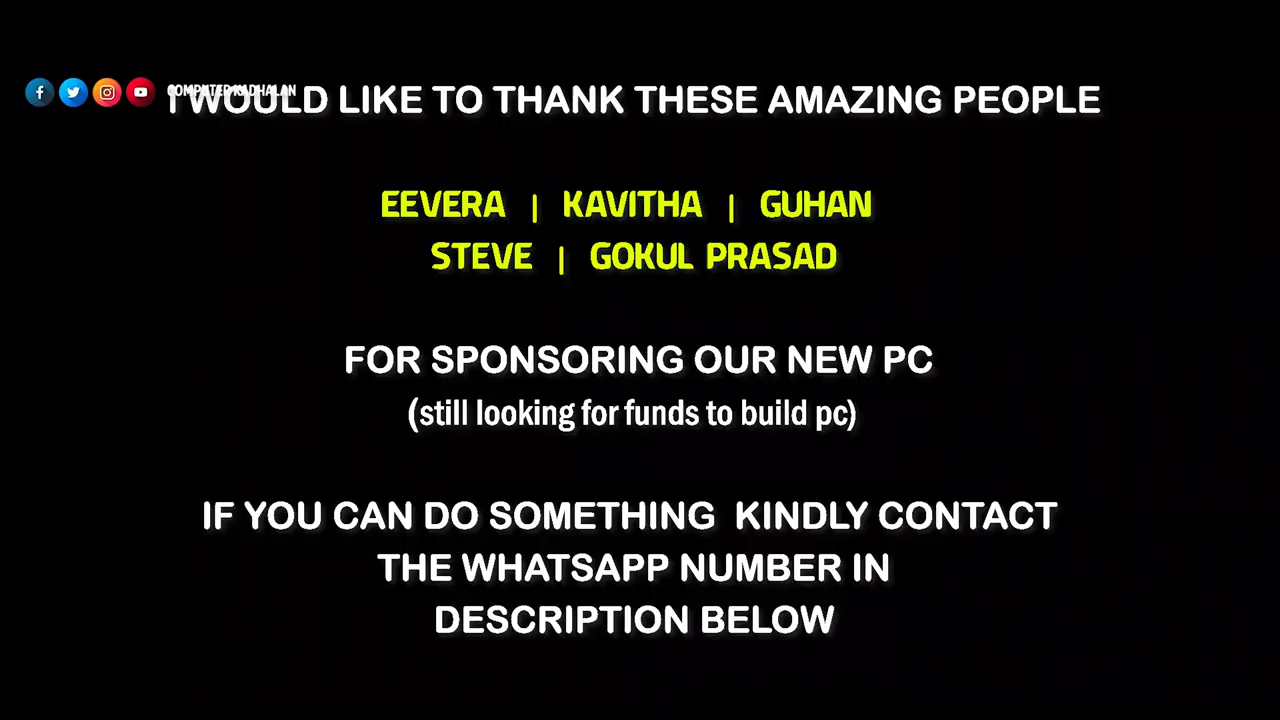 COMPUTER KADHALAN
I WOULD LIKE TO THANK THESE AMAZING PEOPLE
EEVERA | KAVITHA | GUHAN
STEVE | GOKUL PRASAD
FOR SPONSORING OUR NEW PC
(still looking for funds to build pc)
IF YOU CAN DO SOMETHING KINDLY CONTACT
THE WHATSAPP NUMBER IN
DESCRIPTION BELOW